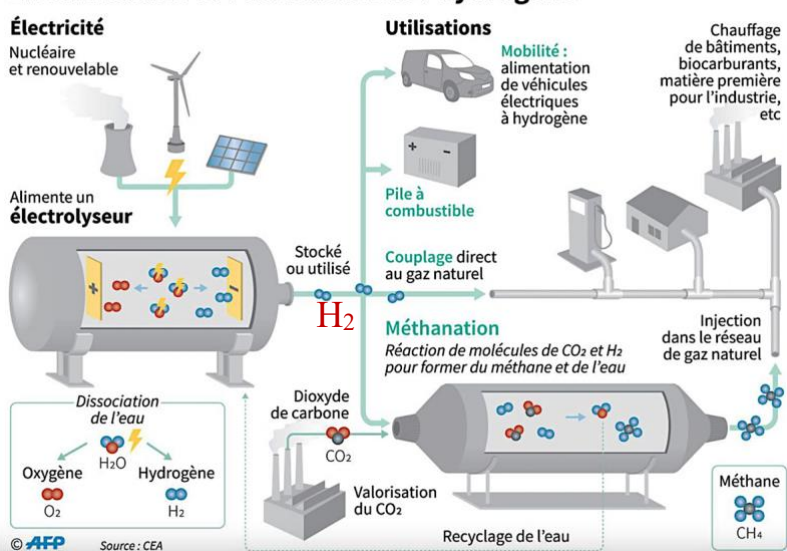 Électricité
Nucléaire
et renouvelable
Alimente un
électrolyseur
+
-
Stocké
ou utilisé
H₂
Utilisations
Mobilité :
alimentation
de véhicules
électriques
à hydrogène
+ -
Pile à
combustible
Couplage direct
au gaz naturel
Chauffage
de bâtiments,
biocarburants,
matière première
pour l'industrie,
etc
Méthanation
Réaction de molécules de CO₂ et H₂
pour former du méthane et de l'eau
Injection
dans le réseau
de gaz naturel
Dissociation
de l'eau
H₂O
Oxygène
O₂
Hydrogène
H₂
Dioxyde
de carbone
CO₂
Valorisation
du CO₂
Recyclage de l'eau
Méthane
CH₄
© AFP
Source : CEA